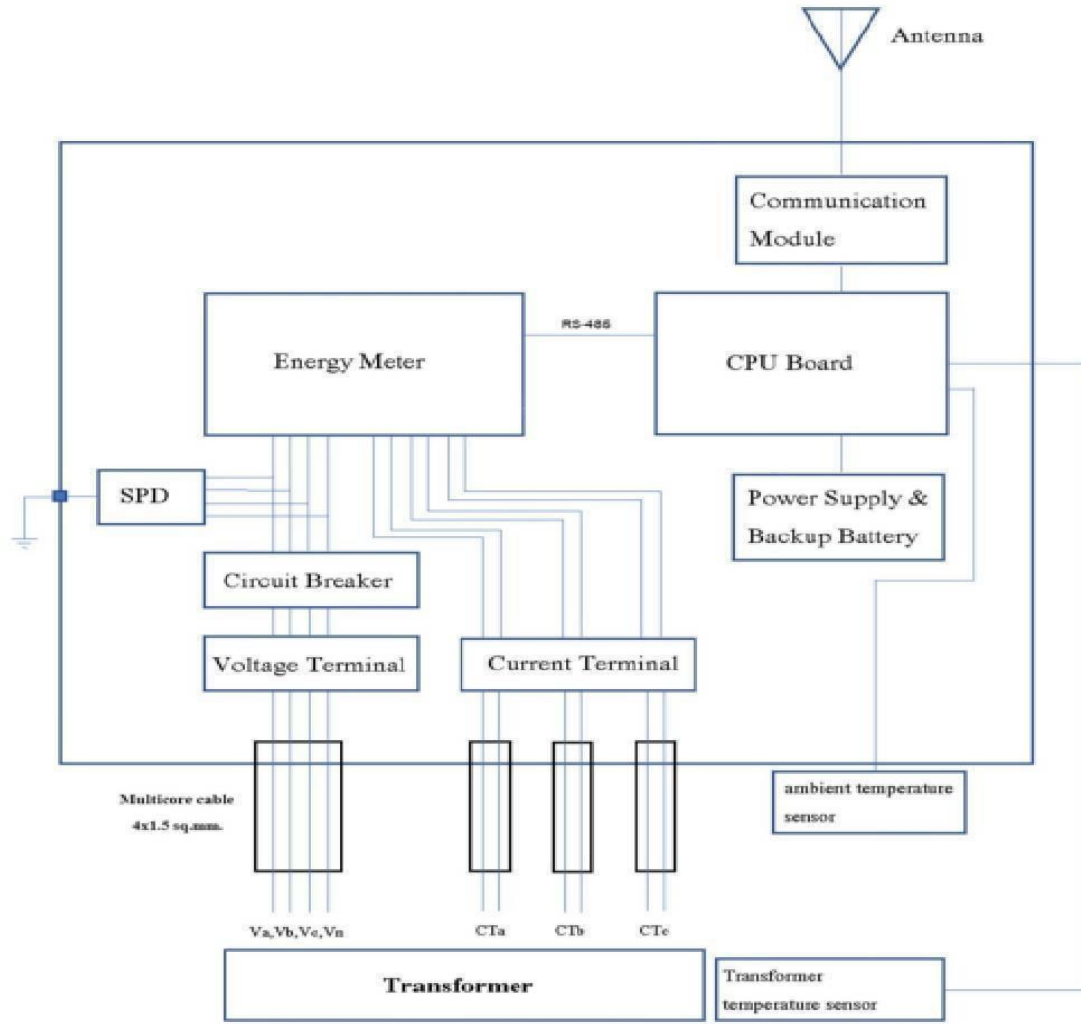 Antenna
Communication
Module
RS-485
Energy Meter
CPU Board
SPD
Power Supply &
Backup Battery
Circuit Breaker
Voltage Terminal
Current Terminal
ambient temperature
sensor
Multicore cable
4x1.5 sq.mm.
Va,Vb,Vc,Vn
CTa
CTb
CTc
Transformer
Transformer
temperature sensor